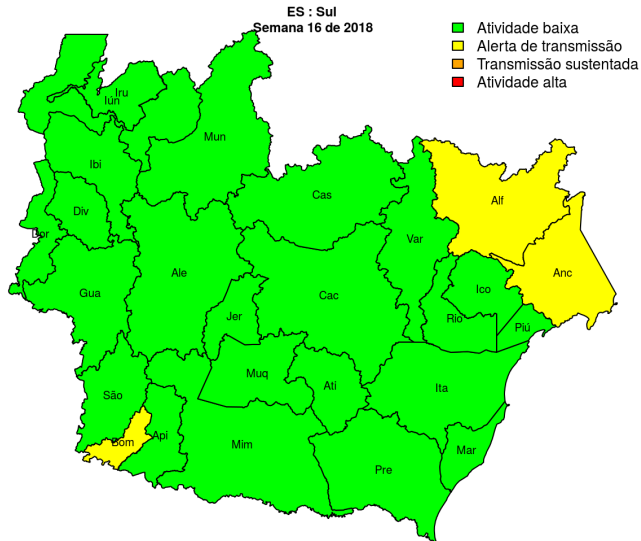 ES : Sul
Semana 16 de 2018
Atividade baixa
Alerta de transmissão
Transmissão sustentada
Atividade alta
Iru
Iún
Mun
Ibi
Cas
Alf
Div
Dor
Var
Ale
Anc
Gua
Cac
Ico
Jer
Rio
Piú
Muq
Ati
Ita
São
Bom
Api
Mim
Mar
Pre